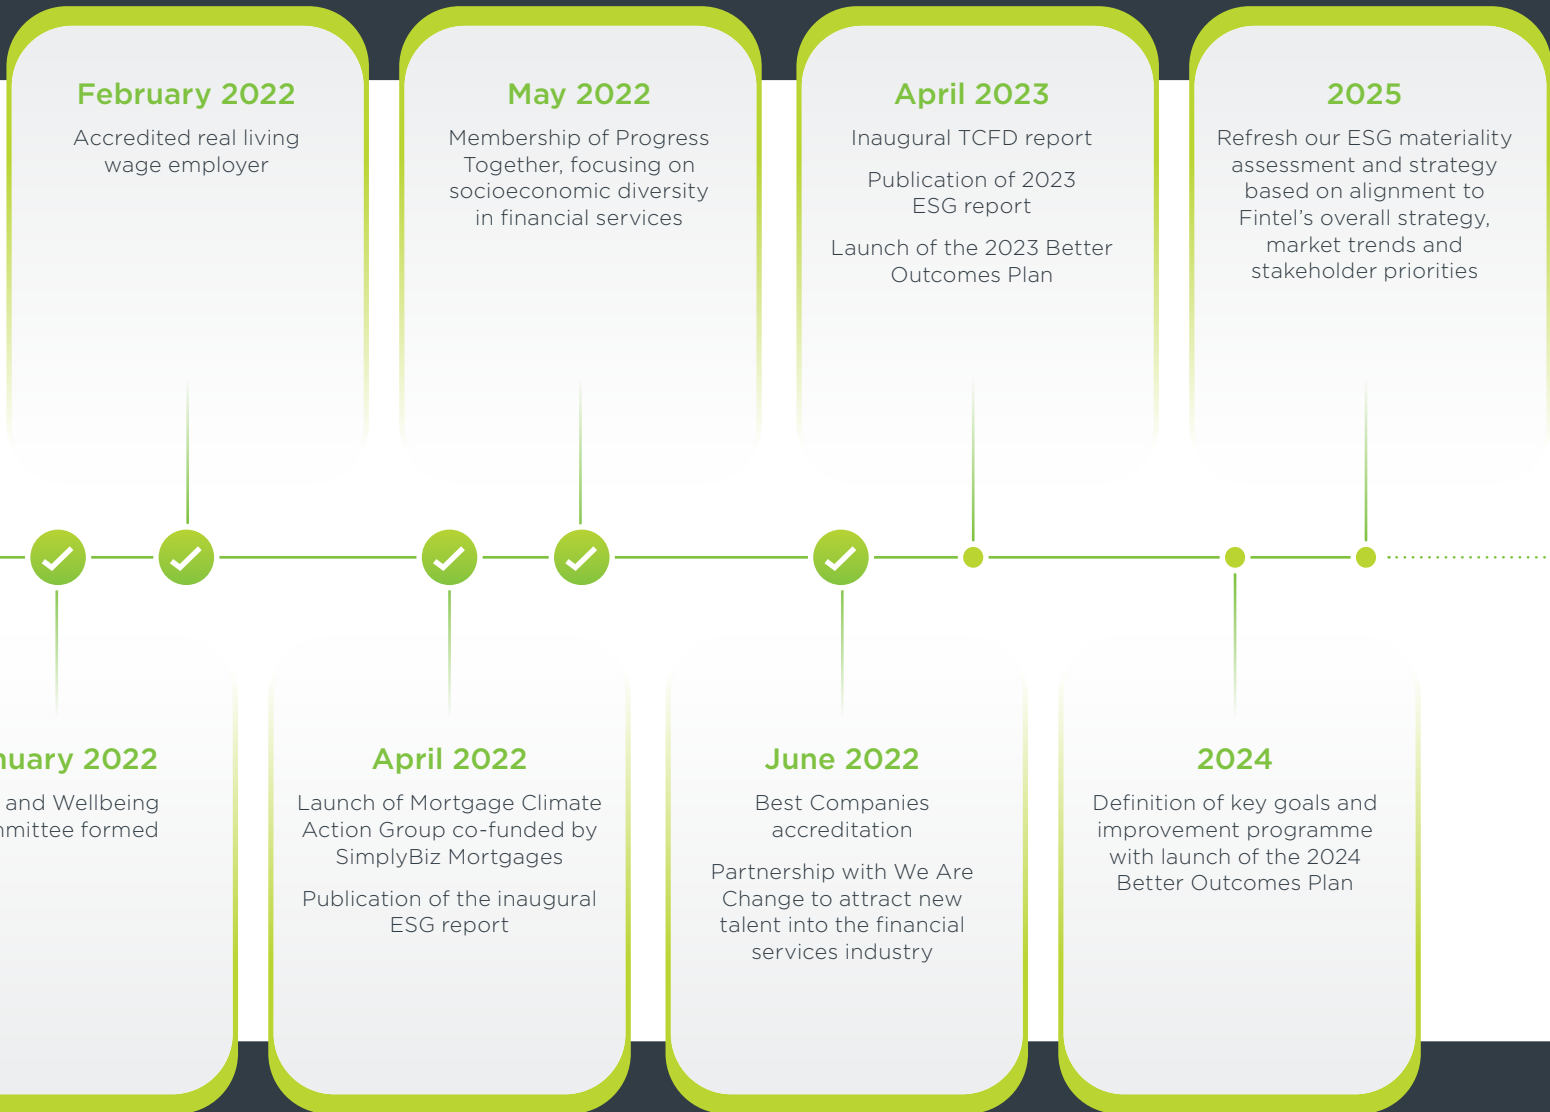 February 2022
Accredited real living
wage employer
May 2022
Membership of Progress
Together, focusing on
socioeconomic diversity
in financial services
April 2023
Inaugural TCFD report
Publication of 2023
ESG report
Launch of the 2023 Better
Outcomes Plan
2025
Refresh our ESG materiality
assessment and strategy
based on alignment to
Fintel’s overall strategy,
market trends and
stakeholder priorities
nuary 2022
and Wellbeing
mmittee formed
April 2022
Launch of Mortgage Climate
Action Group co-funded by
SimplyBiz Mortgages
Publication of the inaugural
ESG report
June 2022
Best Companies
accreditation
Partnership with We Are
Change to attract new
talent into the financial
services industry
2024
Definition of key goals and
improvement programme
with launch of the 2024
Better Outcomes Plan